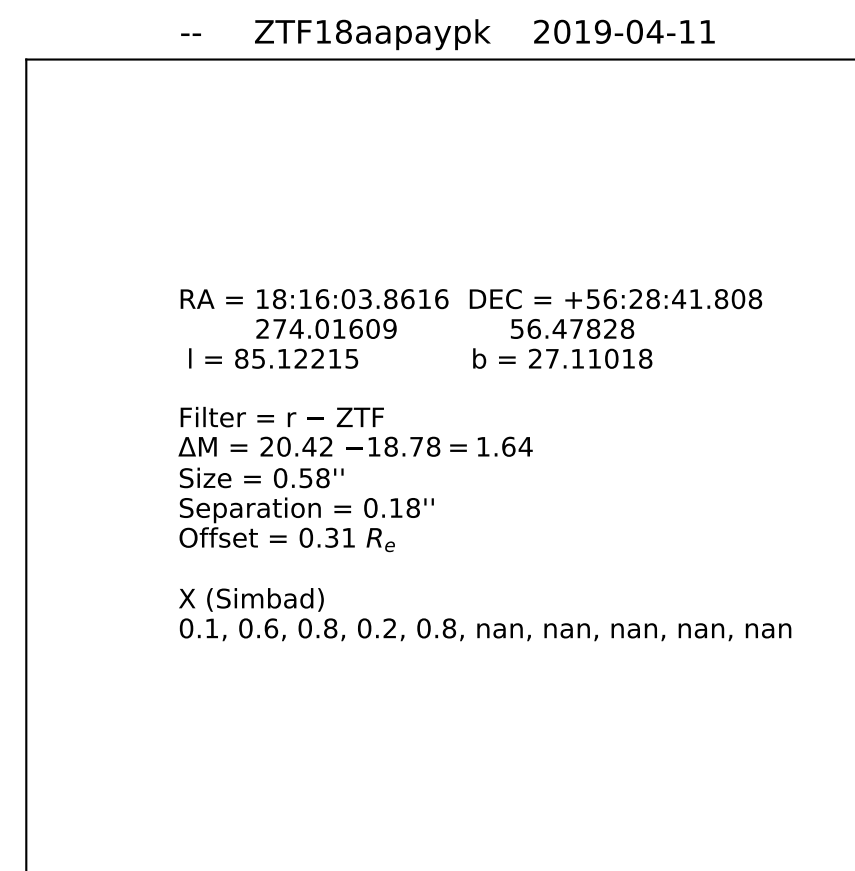 -- ZTF18aapaypk 2019-04-11
RA = 18:16:03.8616 DEC = +56:28:41.808
274.01609 56.47828
l = 85.12215 b = 27.11018
Filter = r − ZTF
ΔM = 20.42 −18.78 = 1.64
Size = 0.58''
Separation = 0.18''
Offset = 0.31 Rₑ
X (Simbad)
0.1, 0.6, 0.8, 0.2, 0.8, nan, nan, nan, nan, nan